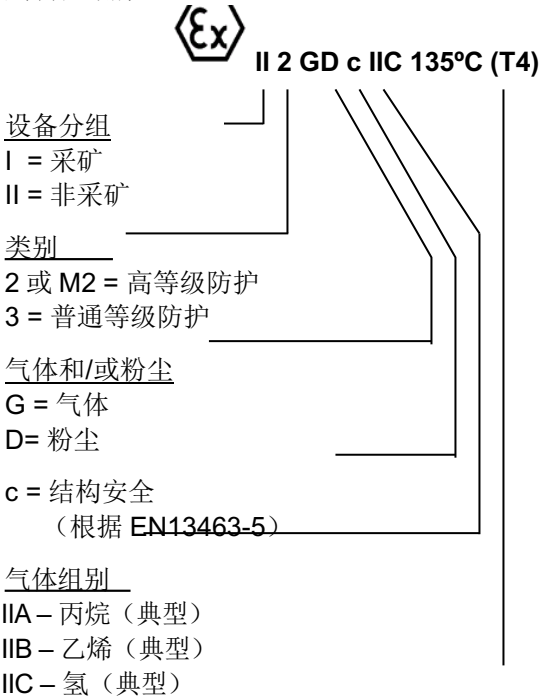 Ex
II 2 GD c IIC 135ºC (T4)
设备分组
I = 采矿
II = 非采矿
类别
2 或 M2 = 高等级防护
3 = 普通等级防护
气体和/或粉尘
G = 气体
D= 粉尘
c = 结构安全
（根据 EN13463-5）
气体组别
IIA – 丙烷（典型）
IIB – 乙烯（典型）
IIC – 氢（典型）